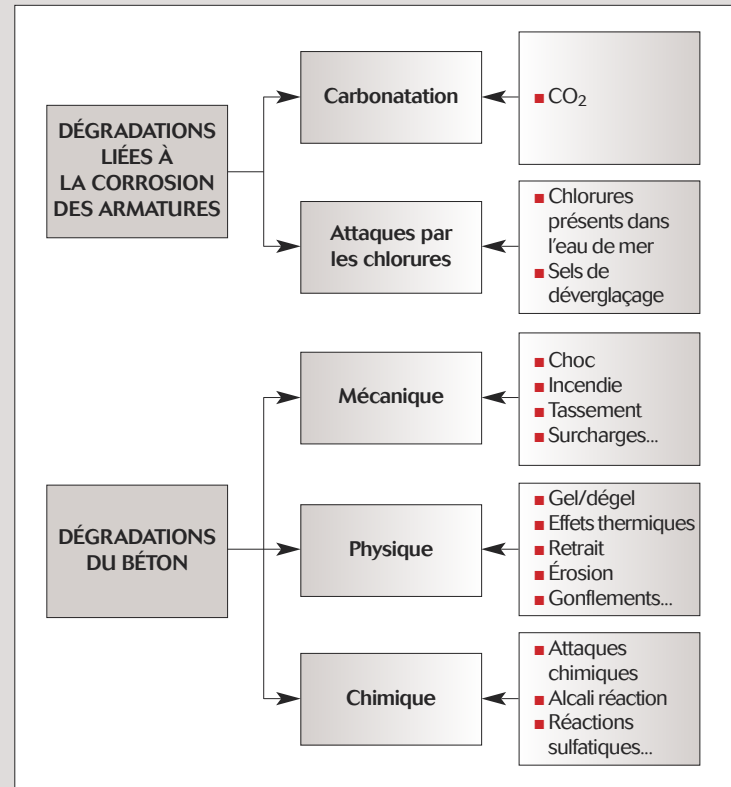 DÉGRADATIONS
LIÉES À
LA CORROSION
DES ARMATURES
Carbonatation
■ CO₂
Attaques par
les chlorures
■ Chlorures
présents dans
l'eau de mer
■ Sels de
déverglaçage
DÉGRADATIONS
DU BÉTON
Mécanique
■ Choc
■ Incendie
■ Tassement
■ Surcharges...
Physique
■ Gel/dégel
■ Effets thermiques
■ Retrait
■ Érosion
■ Gonflements...
Chimique
■ Attaques
chimiques
■ Alcali réaction
■ Réactions
sulfatiques...